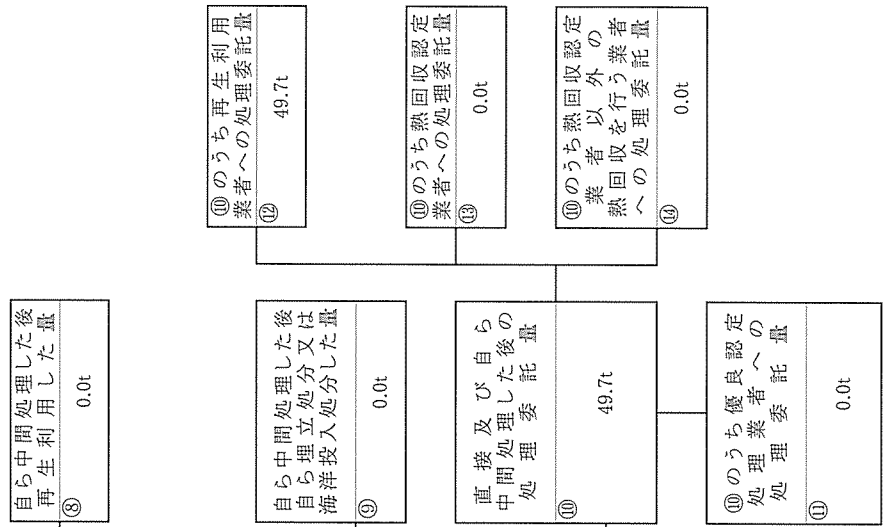 自ら中間処理した後
再生利用した量
⑧
0.0t
自ら中間処理した後
自ら埋立処分又は
海洋投入処分した量
⑨
0.0t
直接及び自ら
中間処理した後の
処理委託量
⑩
49.7t
⑩のうち優良認定
処理業者への
処理委託量
⑪
0.0t
⑩のうち再生利用
業者への処理委託量
⑫
49.7t
⑩のうち熱回収認定
業者への処理委託量
⑬
0.0t
⑩のうち熱回収認定
業者以外の
熱回収を行う業者
への処理委託量
⑭
0.0t